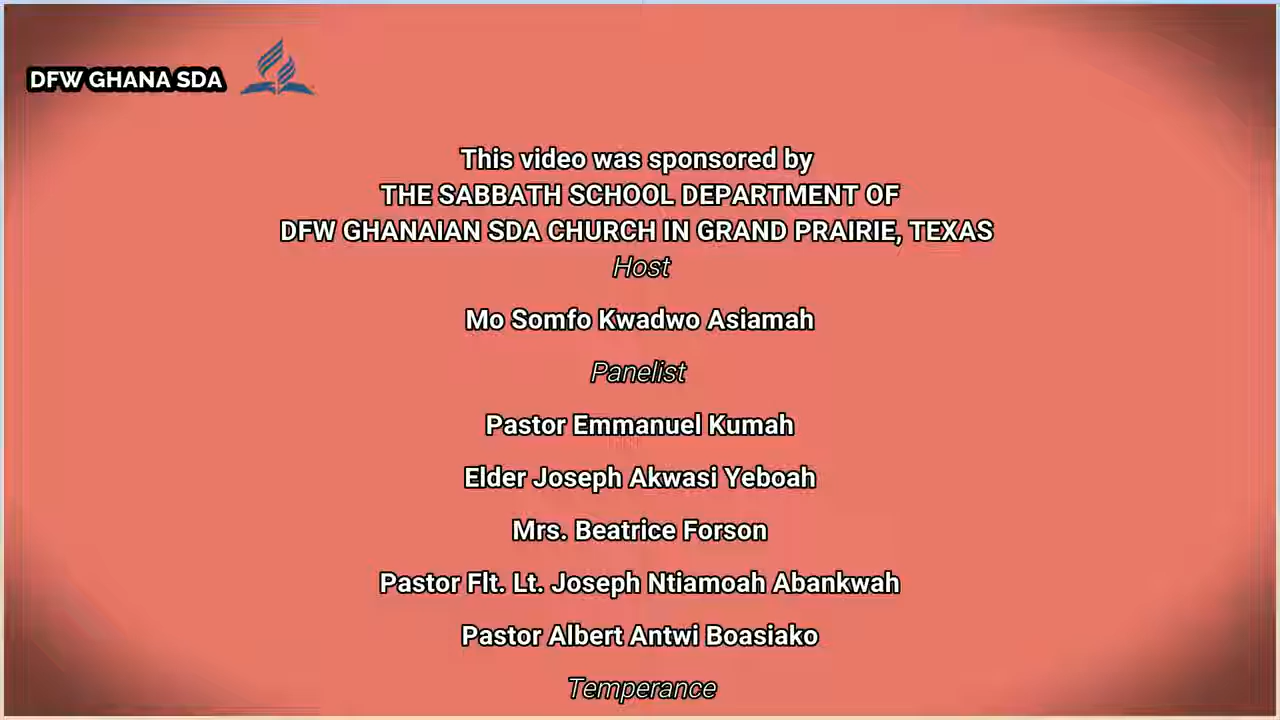 DFW GHANA SDA
This video was sponsored by
THE SABBATH SCHOOL DEPARTMENT OF
DFW GHANAIAN SDA CHURCH IN GRAND PRAIRIE, TEXAS
Host
Mo Somfo Kwadwo Asiamah
Panelist
Pastor Emmanuel Kumah
Elder Joseph Akwasi Yeboah
Mrs. Beatrice Forson
Pastor Flt. Lt. Joseph Ntiamoah Abankwah
Pastor Albert Antwi Boasiako
Temperance